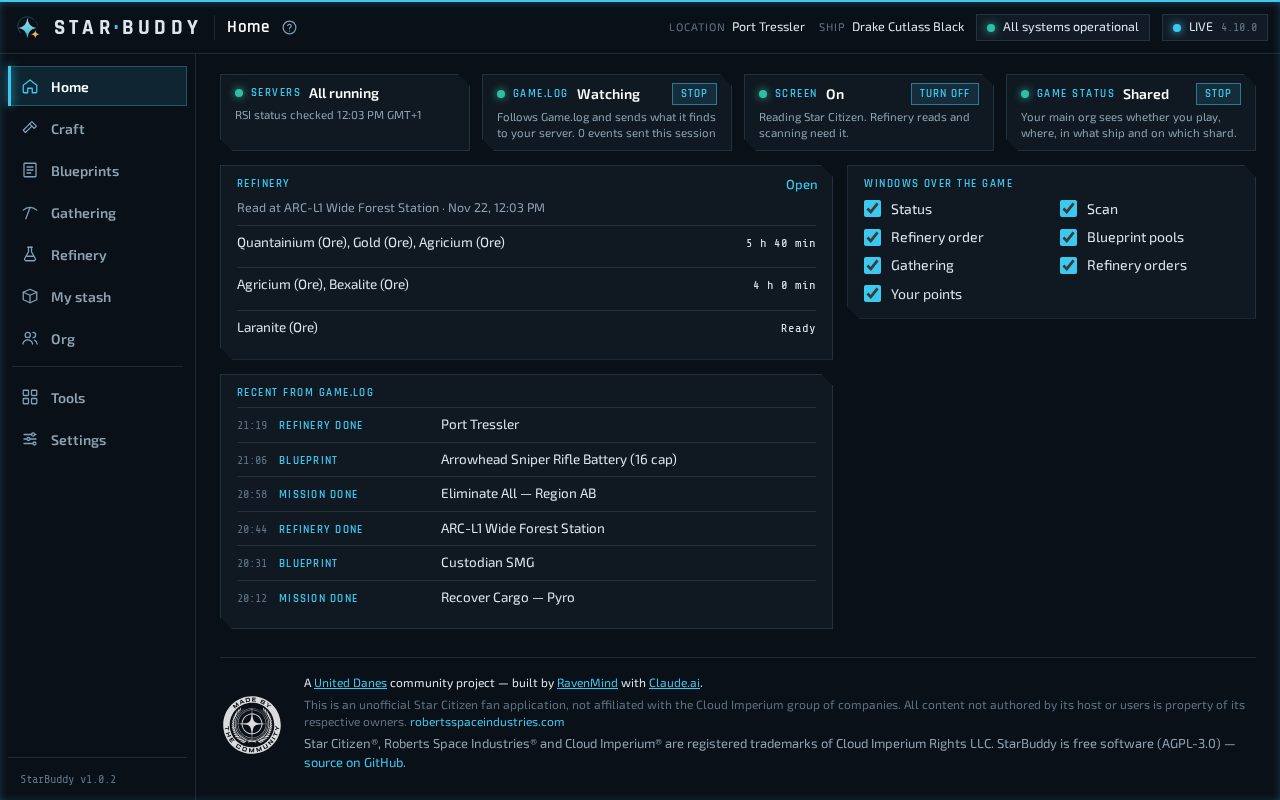 STAR·BUDDY
Home
LOCATION Port Tressler SHIP Drake Cutlass Black
All systems operational
LIVE 4.10.0
Home
Craft
Blueprints
Gathering
Refinery
My stash
Org
Tools
Settings
StarBuddy v1.0.2
SERVERS All running
RSI status checked 12:03 PM GMT+1
GAME.LOG Watching STOP
Follows Game.log and sends what it finds
to your server. 0 events sent this session
SCREEN On TURN OFF
Reading Star Citizen. Refinery reads and
scanning need it.
GAME STATUS Shared STOP
Your main org sees whether you play,
where, in what ship and on which shard.
REFINERY Open
Read at ARC-L1 Wide Forest Station · Nov 22, 12:03 PM
Quantainium (Ore), Gold (Ore), Agricium (Ore) 5 h 40 min
Agricium (Ore), Bexalite (Ore) 4 h 0 min
Laranite (Ore) Ready
WINDOWS OVER THE GAME
Status Scan
Refinery order Blueprint pools
Gathering Refinery orders
Your points
RECENT FROM GAME.LOG
21:19 REFINERY DONE Port Tressler
21:06 BLUEPRINT Arrowhead Sniper Rifle Battery (16 cap)
20:58 MISSION DONE Eliminate All — Region AB
20:44 REFINERY DONE ARC-L1 Wide Forest Station
20:31 BLUEPRINT Custodian SMG
20:12 MISSION DONE Recover Cargo — Pyro
MADE BY
THE COMMUNITY
A United Danes community project — built by RavenMind with Claude.ai.
This is an unofficial Star Citizen fan application, not affiliated with the Cloud Imperium group of companies. All content not authored by its host or users is property of its
respective owners. robertsspaceindustries.com
Star Citizen®, Roberts Space Industries® and Cloud Imperium® are registered trademarks of Cloud Imperium Rights LLC. StarBuddy is free software (AGPL-3.0) —
source on GitHub.